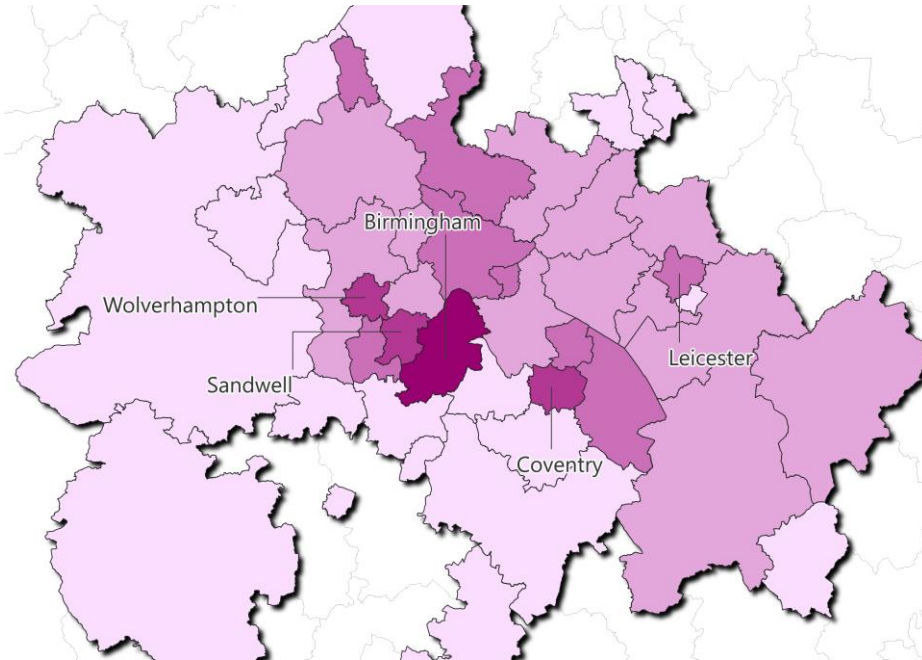 Birmingham
Wolverhampton
Sandwell
Leicester
Coventry